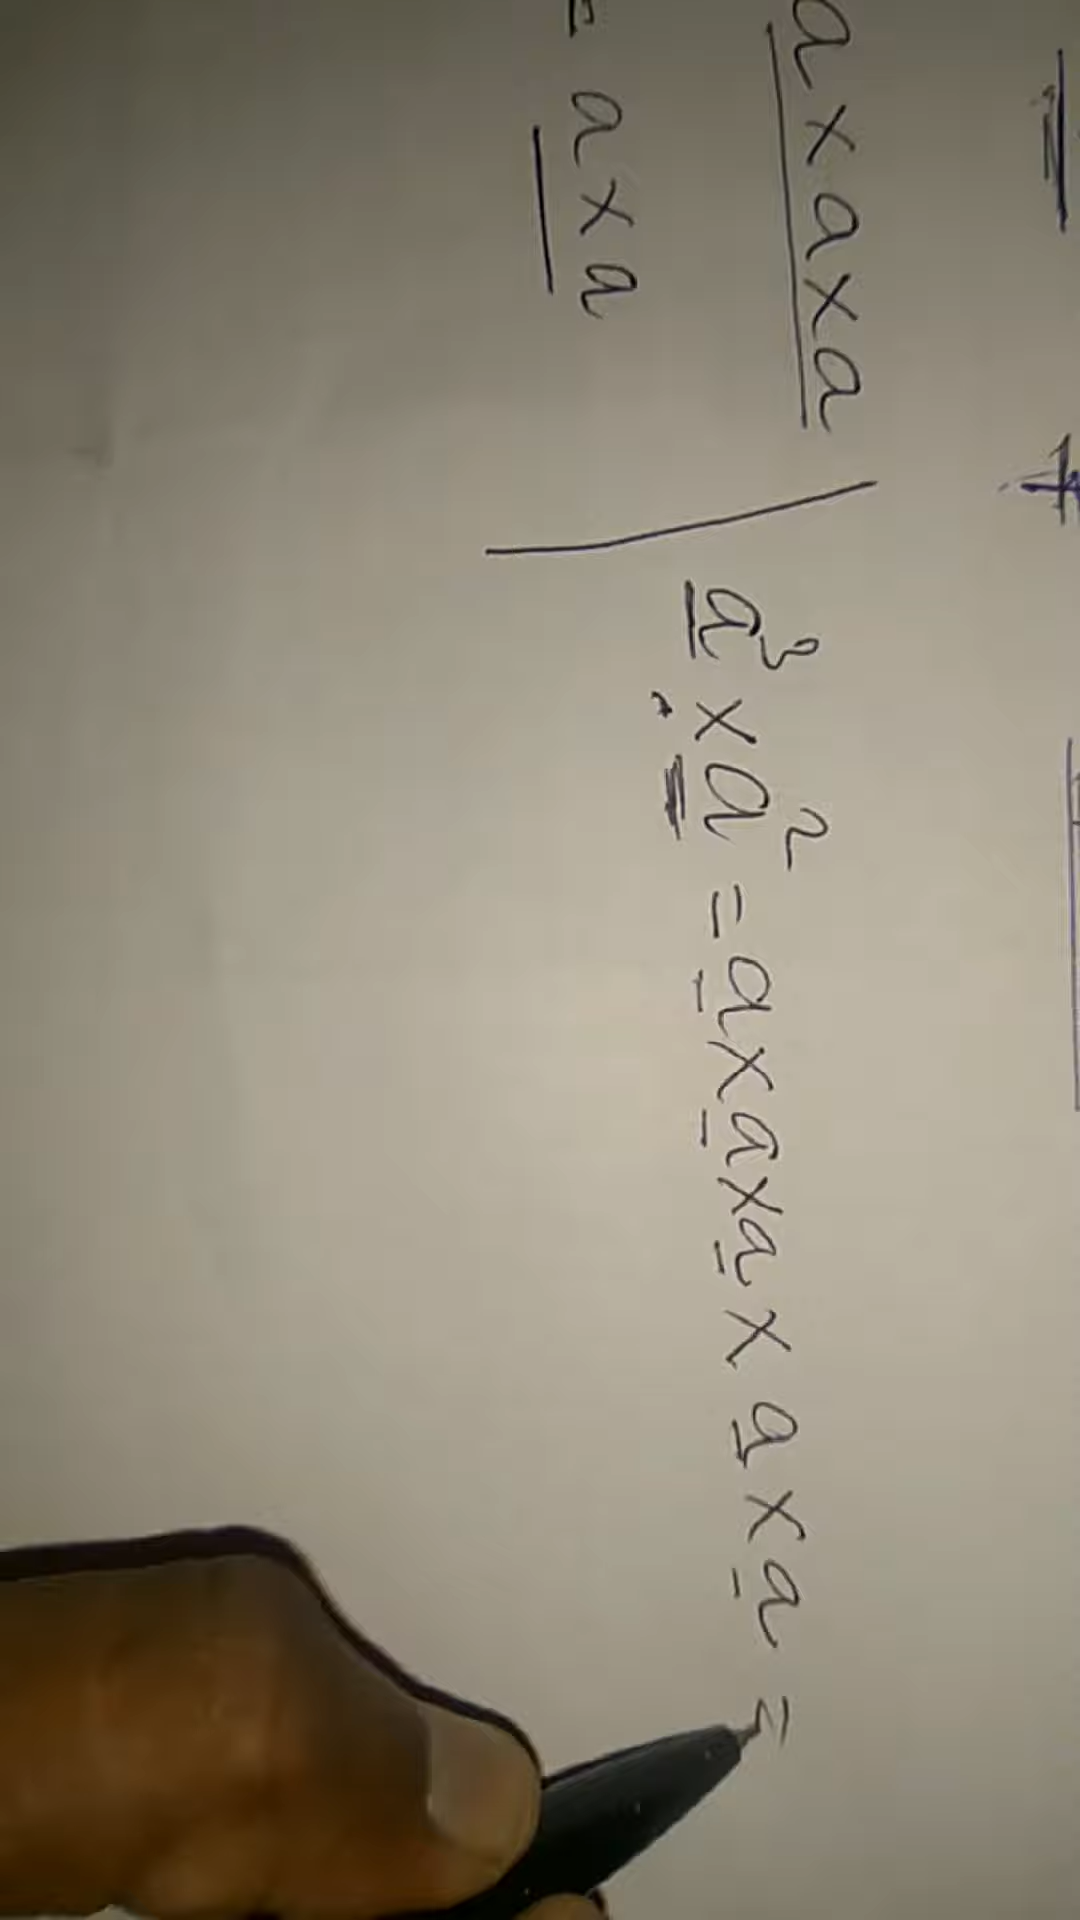 a x a x a
= a x a
a³ x a² = a x a x a x a x a =